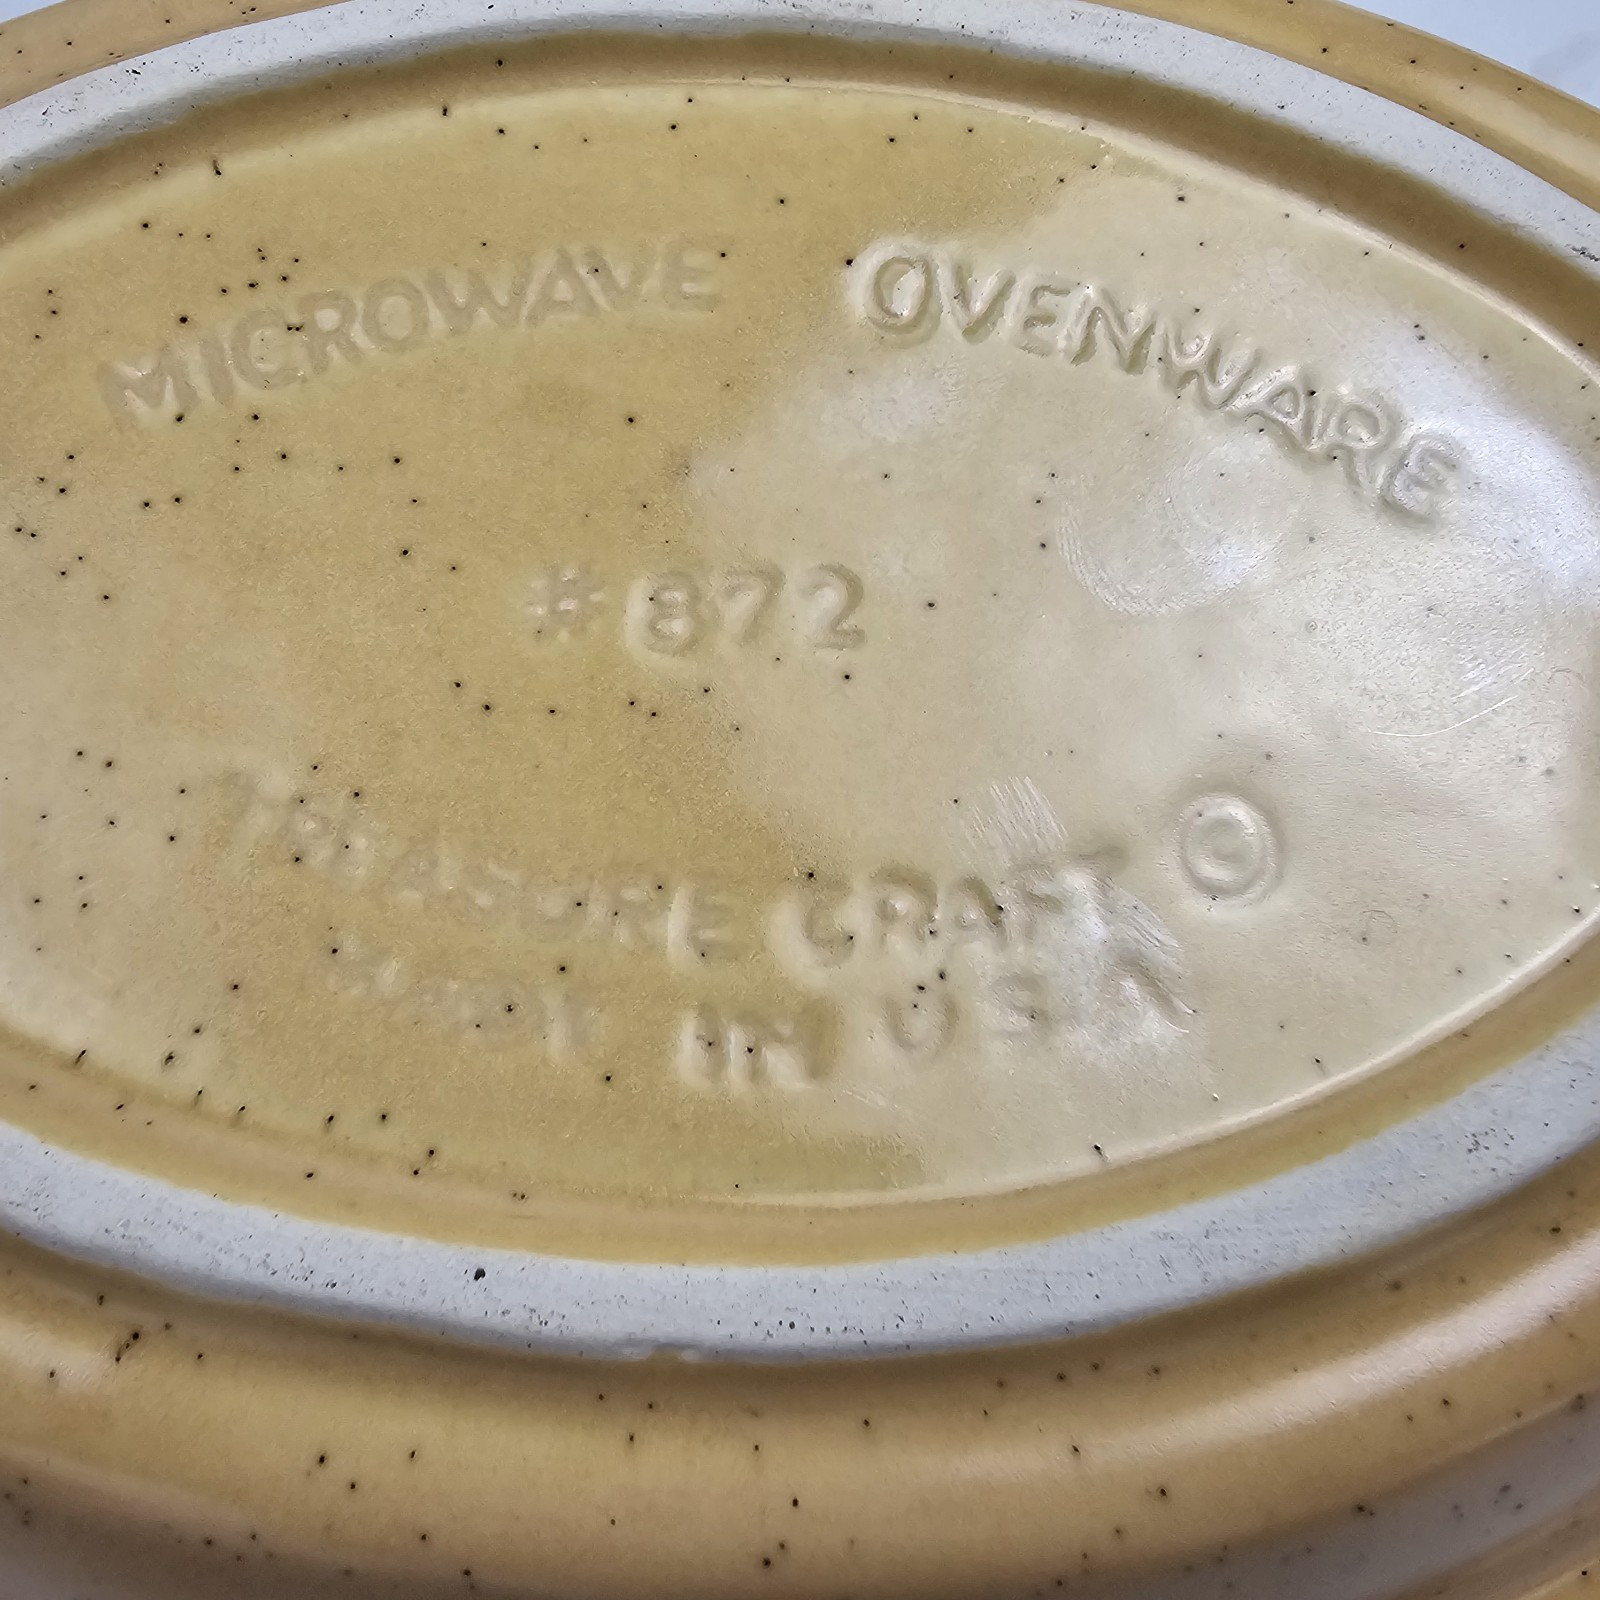 MICROWAVE OVENWARE
#872
TREASURE CRAFT ©
MADE IN USA